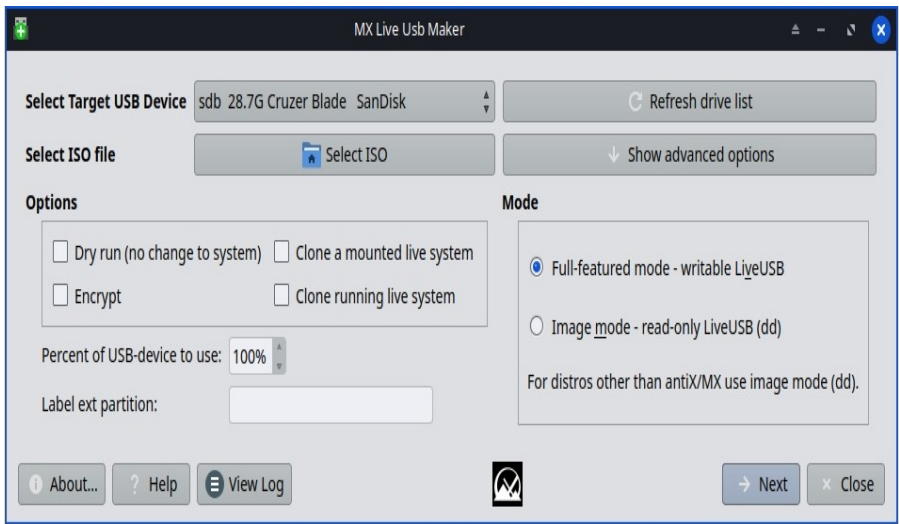 MX Live Usb Maker
Select Target USB Device sdb 28.7G Cruzer Blade SanDisk Refresh drive list
Select ISO file Select ISO Show advanced options
Options
Dry run (no change to system) Clone a mounted live system
Encrypt Clone running live system
Percent of USB-device to use: 100%
Label ext partition:
Mode
Full-featured mode - writable LiveUSB
Image mode - read-only LiveUSB (dd)
For distros other than antiX/MX use image mode (dd).
About... Help View Log Next Close